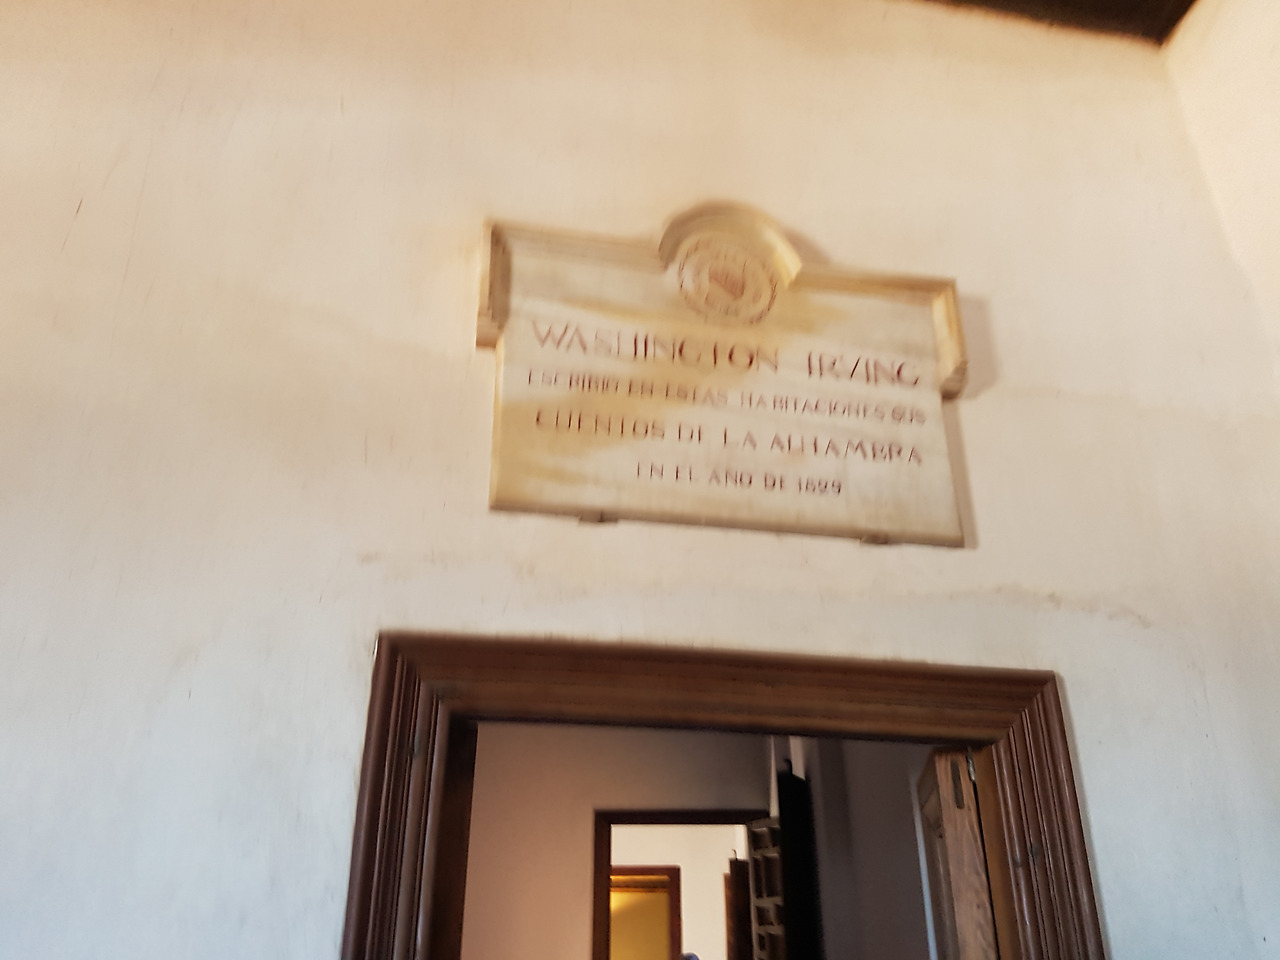 WASHINGTON IRVING
ESCRIBIO EN ESTAS HABITACIONES SUS
CUENTOS DE LA ALHAMBRA
EN EL AÑO DE 1829